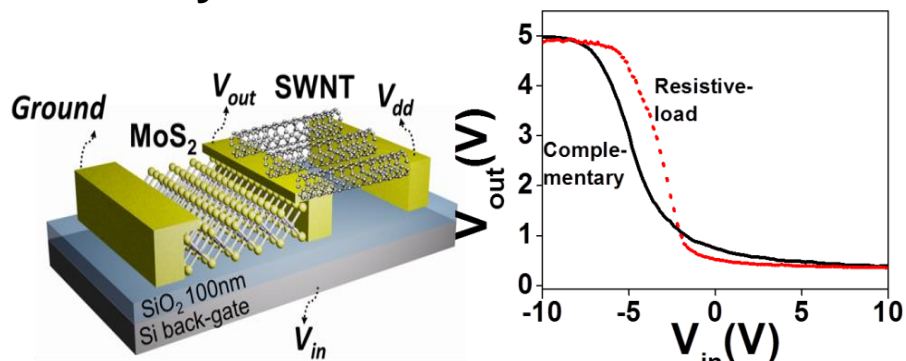 Ground
MoS2
Vout
SWNT
Vdd
SiO2 100nm
Si back-gate
Vin
Vout (V)
5
4
3
2
1
0
Resistive-
load
Comple-
mentary
-10 -5 0 5 10
Vin(V)